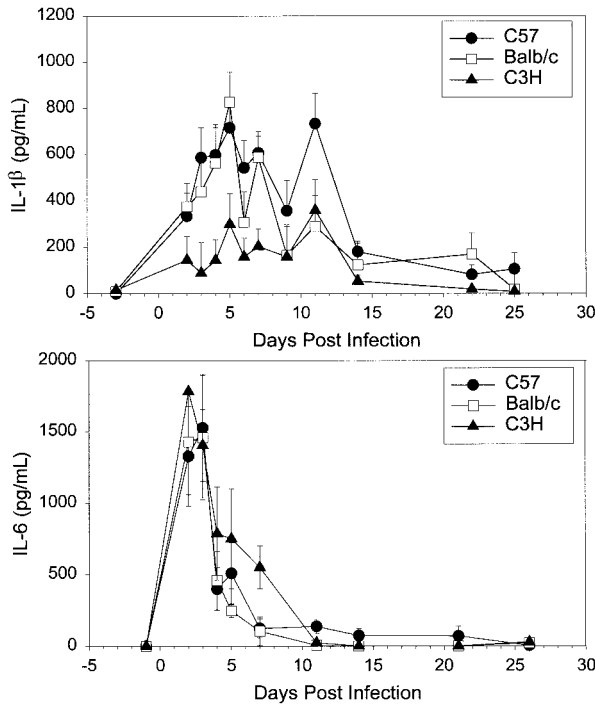 1200
1000
800
600
400
200
0
IL-1β (pg/mL)
C57
Balb/c
C3H
-5 0 5 10 15 20 25 30
Days Post Infection
2000
1500
1000
500
0
IL-6 (pg/mL)
C57
Balb/c
C3H
-5 0 5 10 15 20 25 30
Days Post Infection